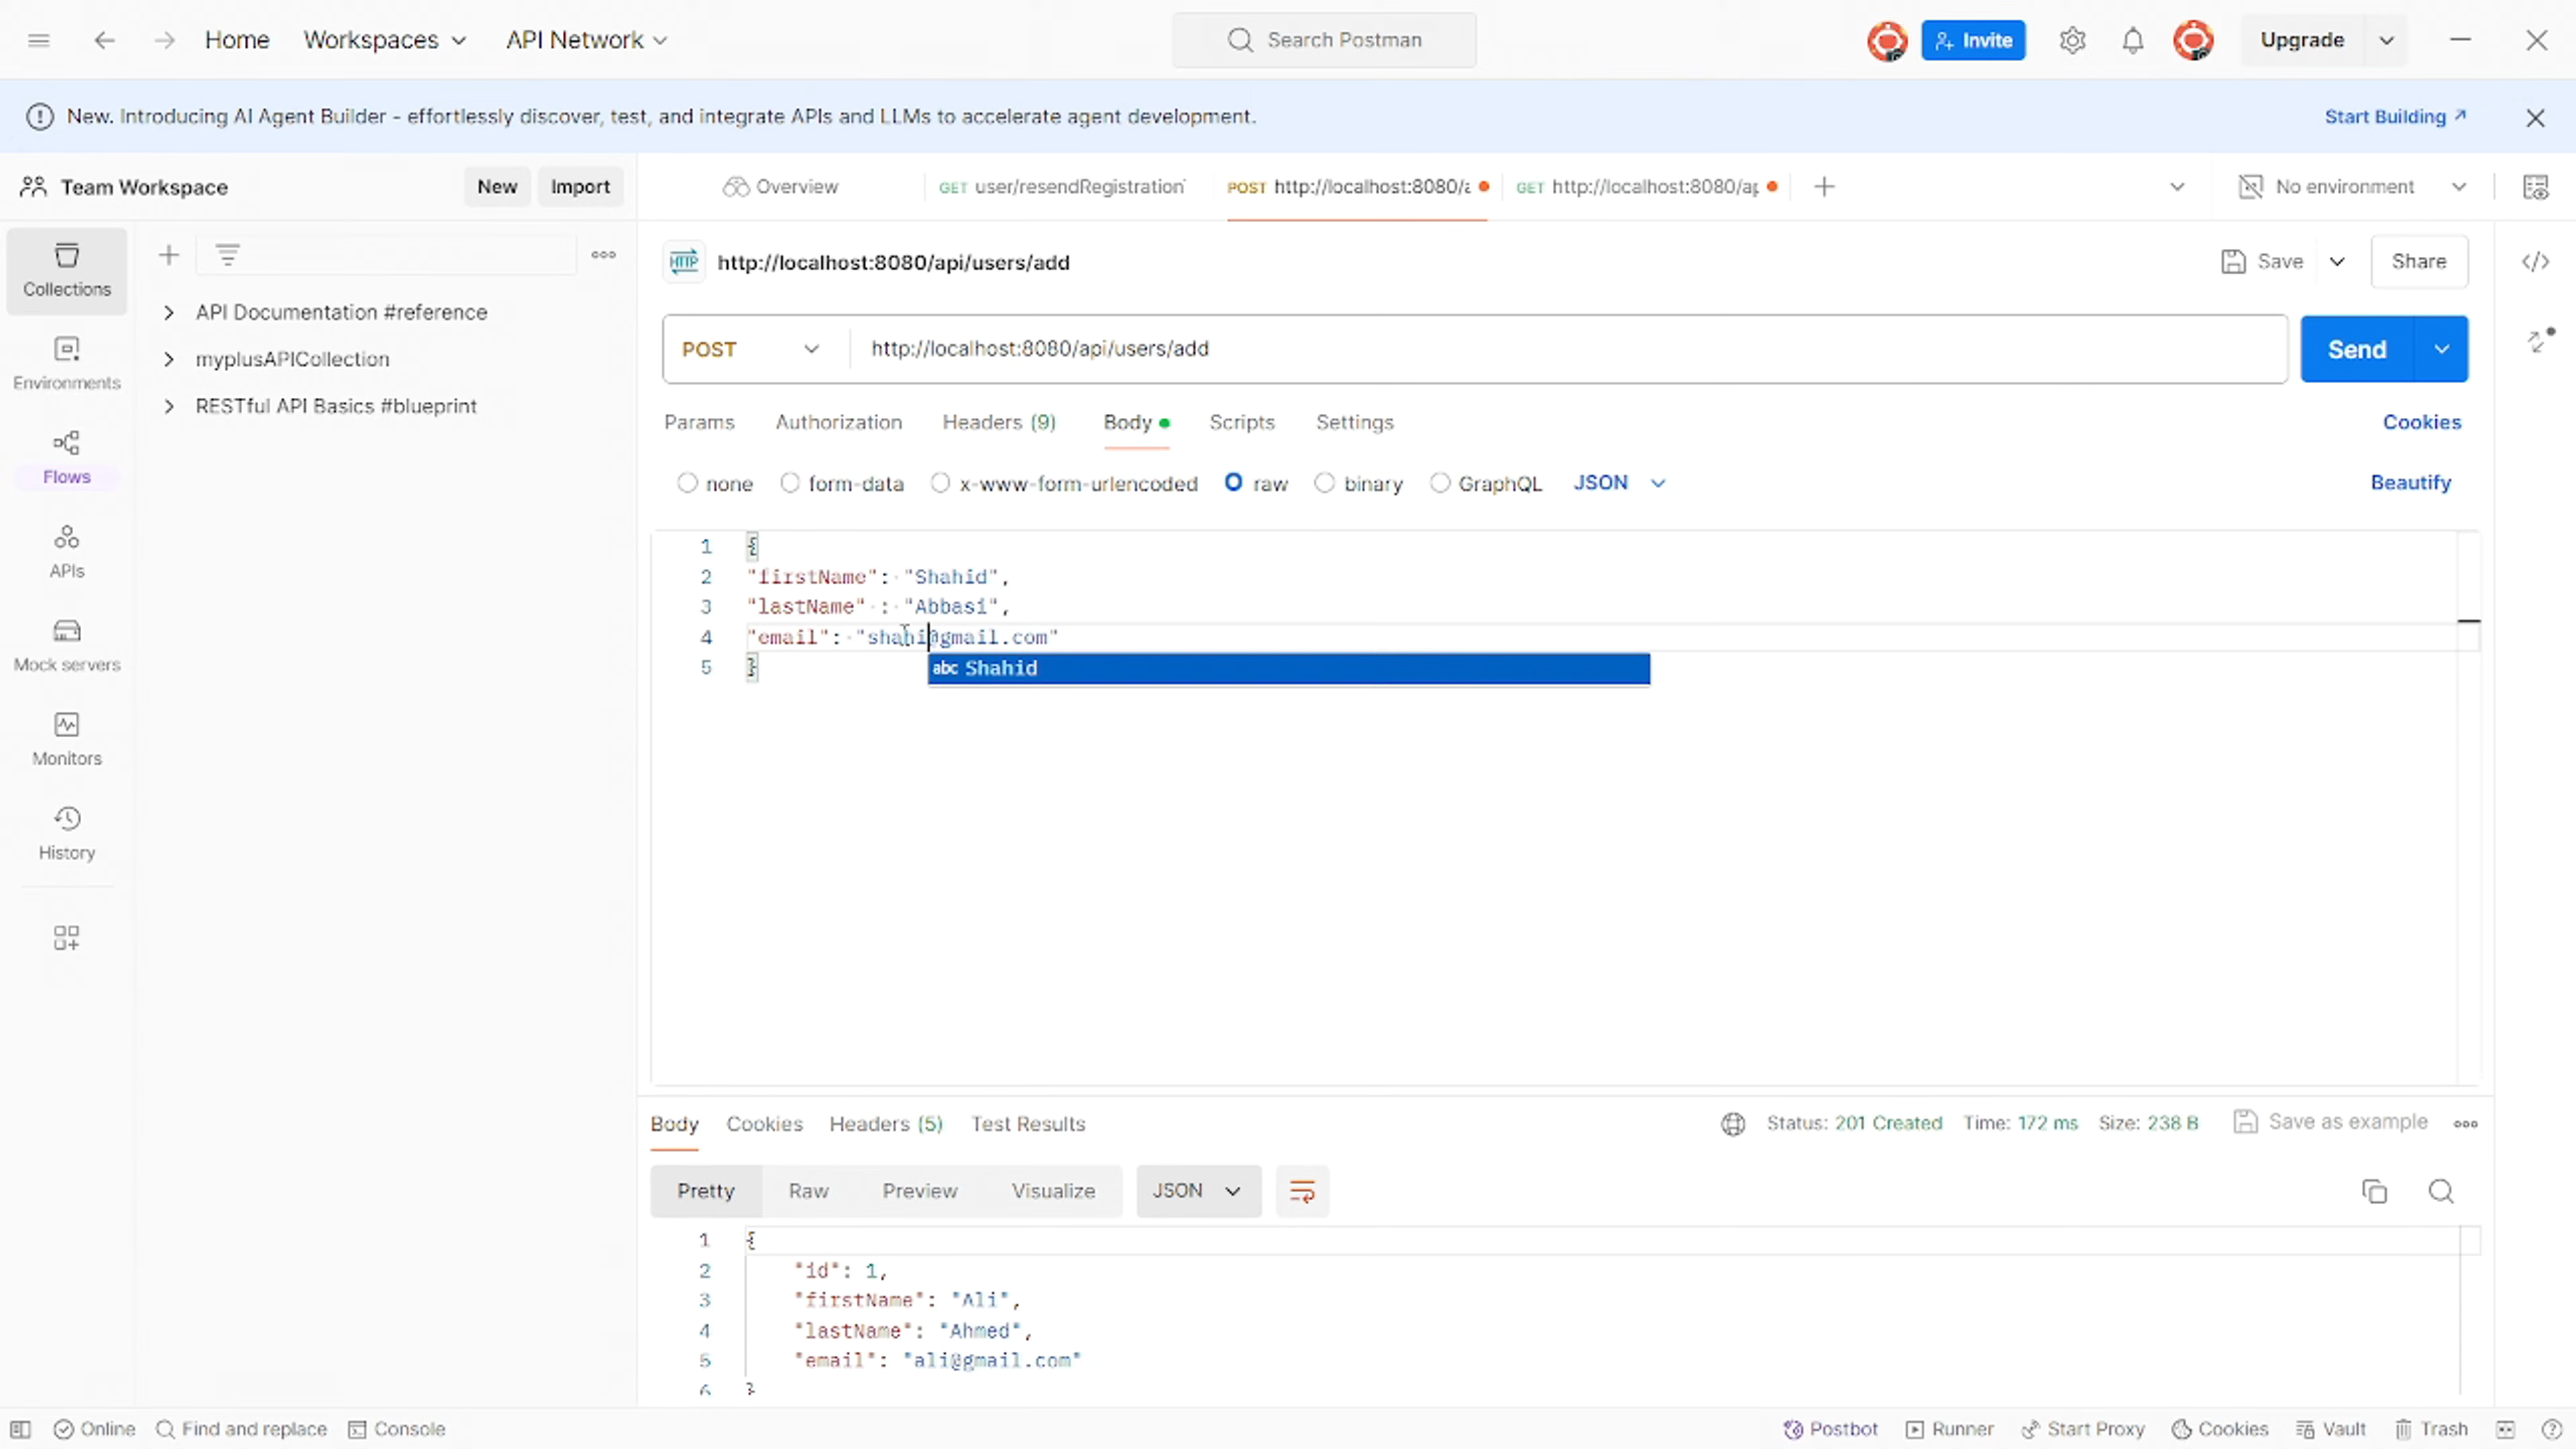 Home Workspaces API Network Search Postman Invite Upgrade
New. Introducing AI Agent Builder - effortlessly discover, test, and integrate APIs and LLMs to accelerate agent development. Start Building
Team Workspace New Import Overview GET user/resendRegistration POST http://localhost:8080/a GET http://localhost:8080/ap No environment
Collections
HTTP http://localhost:8080/api/users/add Save Share
API Documentation #reference
myplusAPICollection
RESTful API Basics #blueprint
Environments
Flows
APIs
Mock servers
Monitors
History
POST http://localhost:8080/api/users/add Send
Params Authorization Headers (9) Body Scripts Settings Cookies
none form-data x-www-form-urlencoded raw binary GraphQL JSON Beautify
1 {
2 "firstName": "Shahid",
3 "lastName" : "Abbasi",
4 "email": "shahi@gmail.com"
5 }
abc Shahid
Body Cookies Headers (5) Test Results Status: 201 Created Time: 172 ms Size: 238 B Save as example
Pretty Raw Preview Visualize JSON
1 {
2 "id": 1,
3 "firstName": "Ali",
4 "lastName": "Ahmed",
5 "email": "ali@gmail.com"
6 }
Online Find and replace Console Postbot Runner Start Proxy Cookies Vault Trash